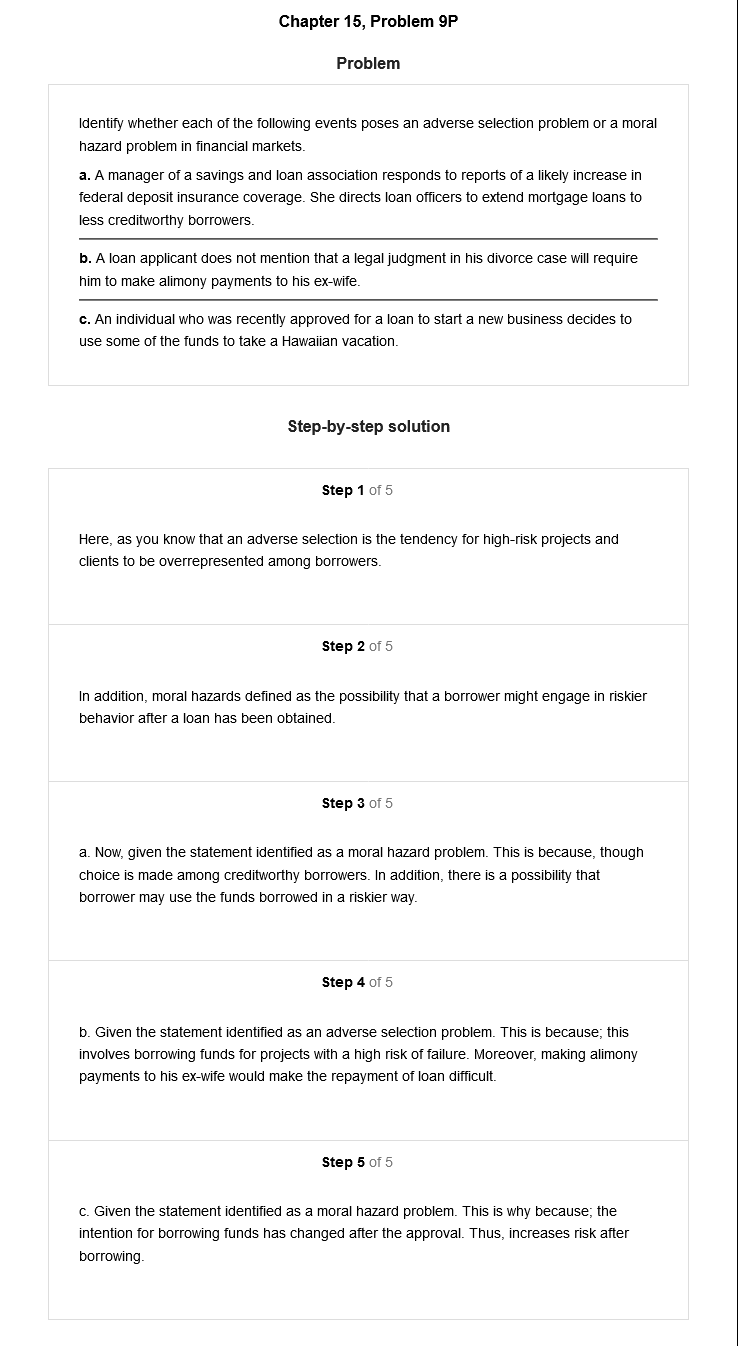 Chapter 15, Problem 9P
Problem
Identify whether each of the following events poses an adverse selection problem or a moral
hazard problem in financial markets.
a. A manager of a savings and loan association responds to reports of a likely increase in
federal deposit insurance coverage. She directs loan officers to extend mortgage loans to
less creditworthy borrowers.
b. A loan applicant does not mention that a legal judgment in his divorce case will require
him to make alimony payments to his ex-wife.
c. An individual who was recently approved for a loan to start a new business decides to
use some of the funds to take a Hawaiian vacation.
Step-by-step solution
Step 1 of 5
Here, as you know that an adverse selection is the tendency for high-risk projects and
clients to be overrepresented among borrowers.
Step 2 of 5
In addition, moral hazards defined as the possibility that a borrower might engage in riskier
behavior after a loan has been obtained.
Step 3 of 5
a. Now, given the statement identified as a moral hazard problem. This is because, though
choice is made among creditworthy borrowers. In addition, there is a possibility that
borrower may use the funds borrowed in a riskier way.
Step 4 of 5
b. Given the statement identified as an adverse selection problem. This is because; this
involves borrowing funds for projects with a high risk of failure. Moreover, making alimony
payments to his ex-wife would make the repayment of loan difficult.
Step 5 of 5
c. Given the statement identified as a moral hazard problem. This is why because; the
intention for borrowing funds has changed after the approval. Thus, increases risk after
borrowing.